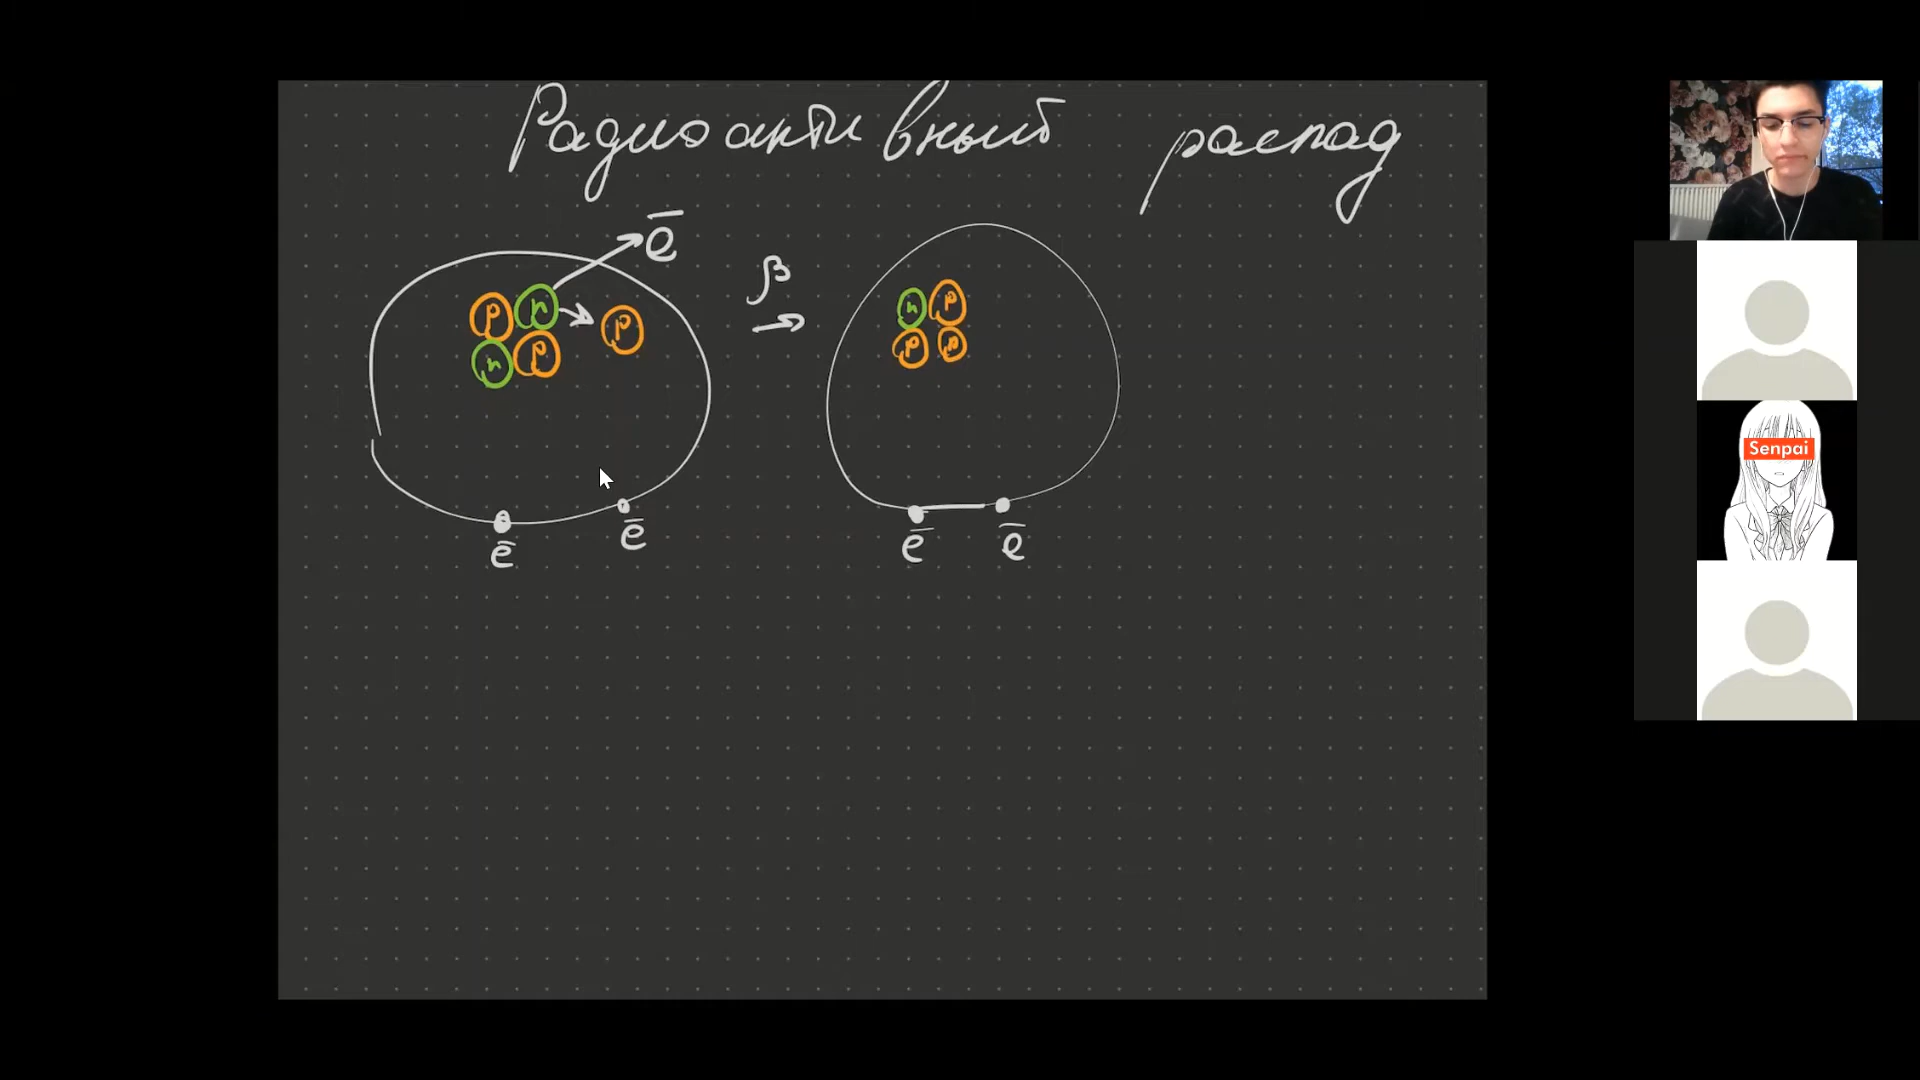 Радиоактивный распад
e̅
β
p n p n p
n p p p
e̅ e̅ e̅ e̅
Senpai